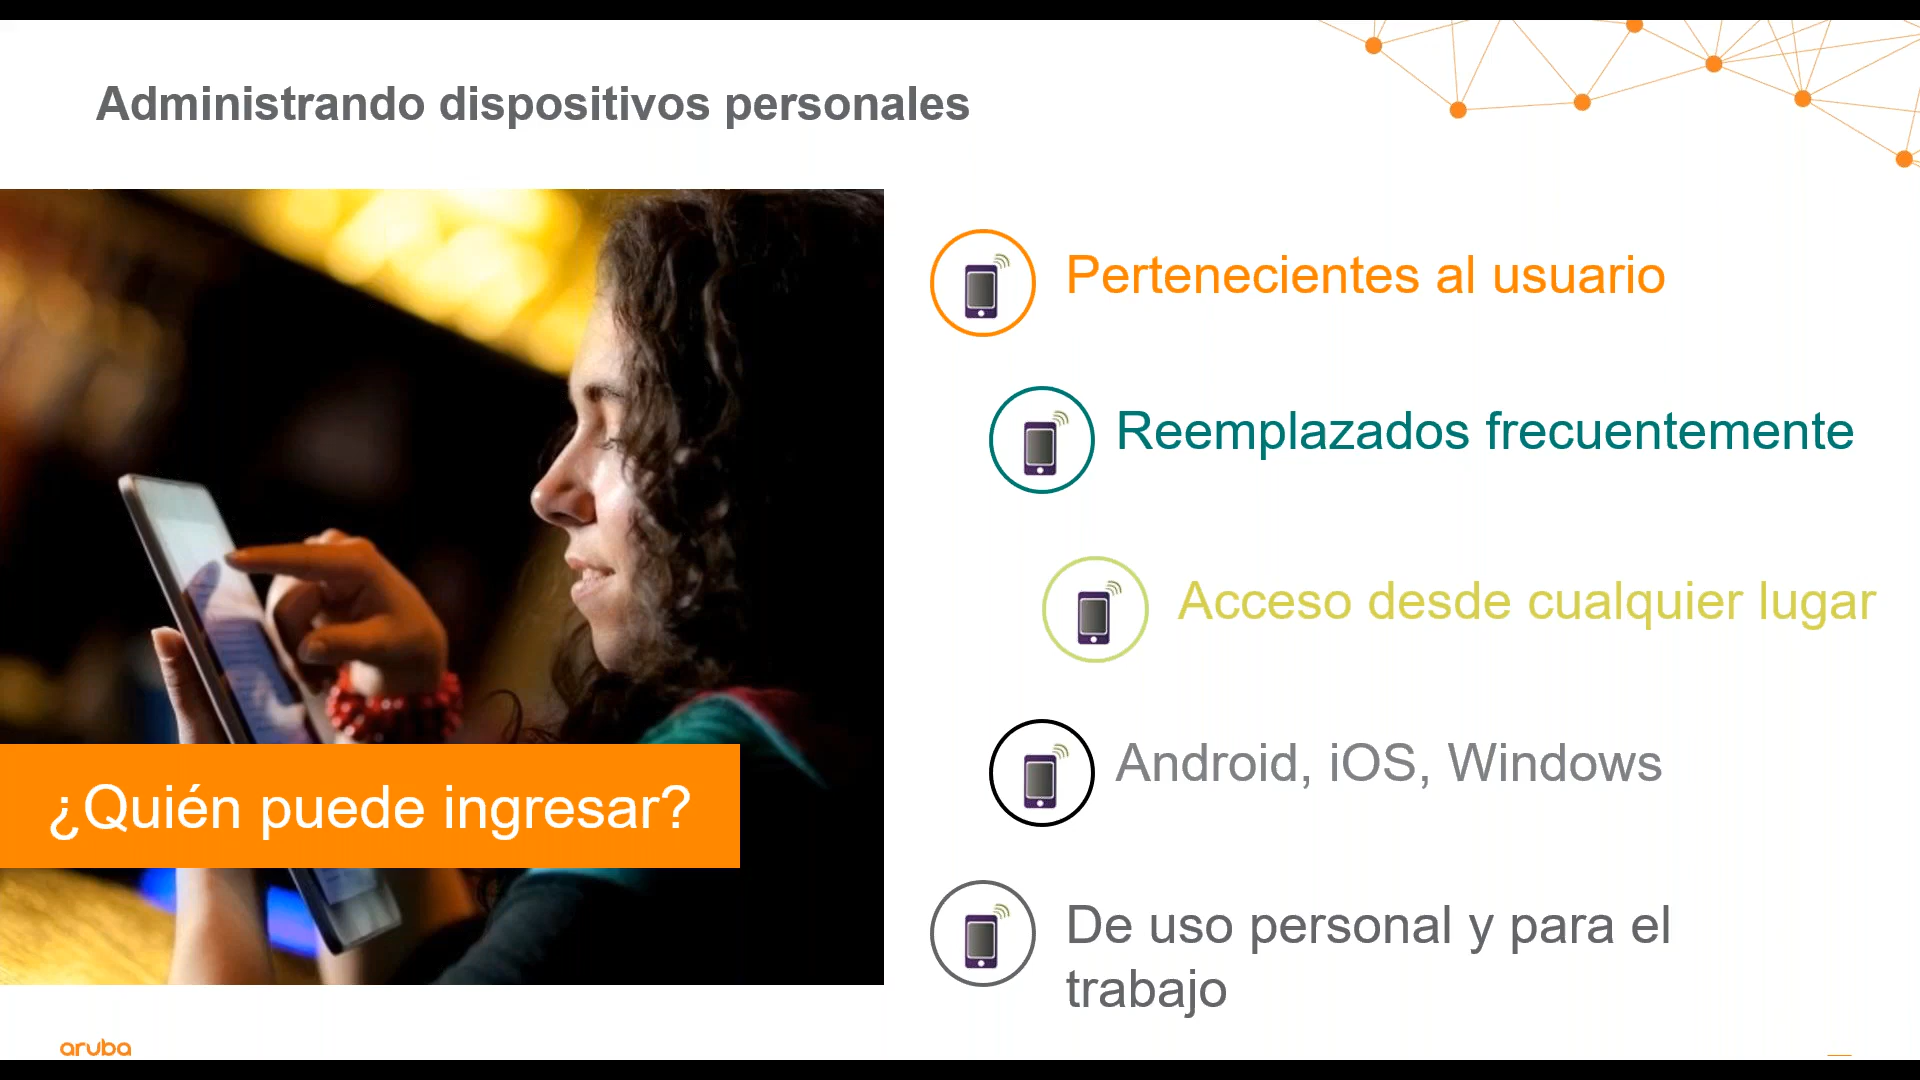 Administrando dispositivos personales
Pertenecientes al usuario
Reemplazados frecuentemente
Acceso desde cualquier lugar
Android, iOS, Windows
¿Quién puede ingresar?
De uso personal y para el
trabajo
aruba